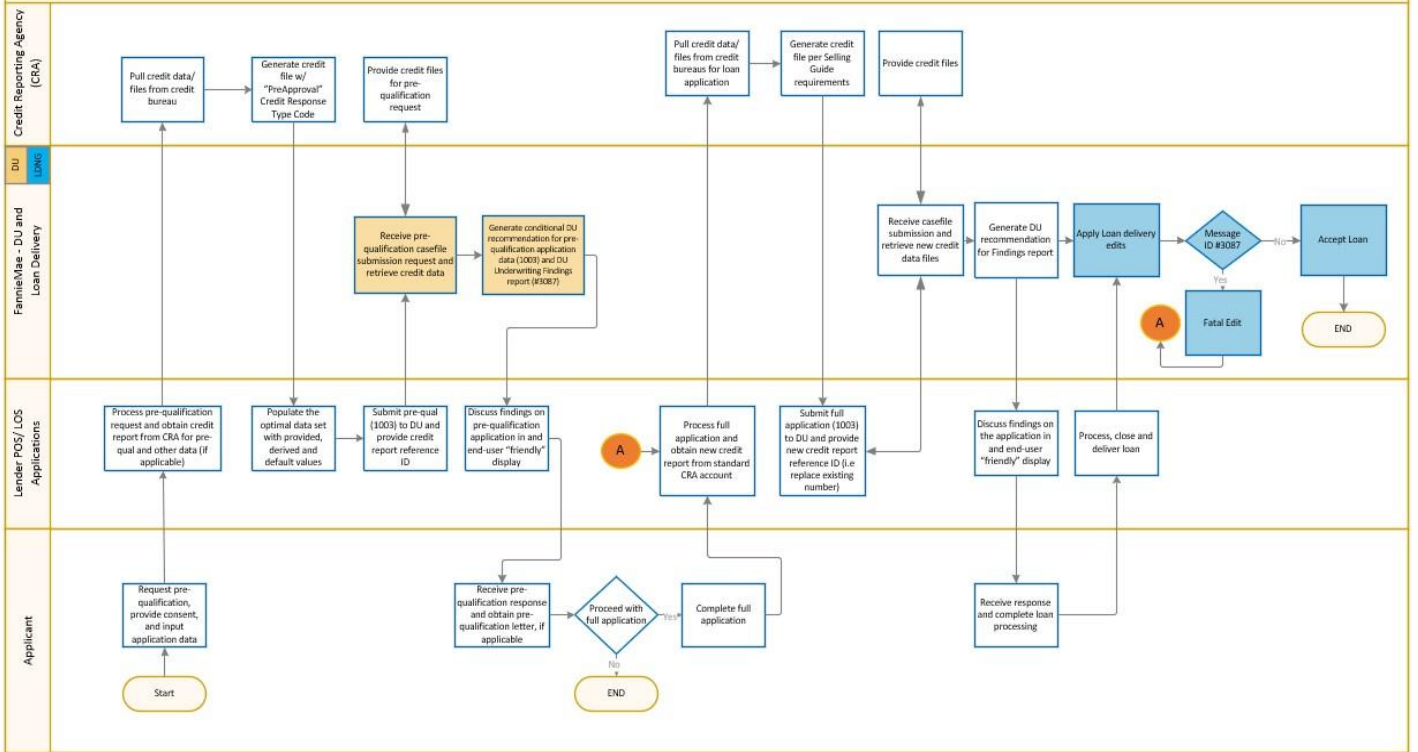 Credit Reporting Agency
(CRA)
Pull credit data/
files from credit
bureau
Generate credit
file w/
"PreApproval"
Credit Response
Type Code
Provide credit files
for pre-
qualification
request
Pull credit data/
files from credit
bureaus for loan
application
Generate credit
file per Selling
Guide
requirements
Provide credit files
DU
LDNG
FannieMae - DU and
Loan Delivery
Receive pre-
qualification casefile
submission request and
retrieve credit data
Generate conditional DU
recommendation for pre-
qualification application
data (1003) and DU
Underwriting Findings
report (#3087)
Receive casefile
submission and
retrieve new credit
data files
Generate DU
recommendation
for Findings report
Apply Loan delivery
edits
Message
ID #3087
No
Accept Loan
Yes
A
Fatal Edit
END
Lender POS/ LOS
Applications
Process pre-qualification
request and obtain credit
report from CRA for pre-
qual and other data (if
applicable)
Populate the
optimal data set
with provided,
derived and
default values
Submit pre-qual
(1003) to DU and
provide credit
report reference
ID
Discuss findings on
pre-qualification
application in and
end-user "friendly"
display
A
Process full
application and
obtain new credit
report from standard
CRA account
Submit full
application (1003)
to DU and provide
new credit report
reference ID (i.e
replace existing
number)
Discuss findings on
the application in
and end-user
"friendly" display
Process, close and
deliver loan
Applicant
Request pre-
qualification,
provide consent,
and input
application data
Start
Receive pre-
qualification response
and obtain pre-
qualification letter, if
applicable
Proceed with
full application
Yes
Complete full
application
No
END
Receive response
and complete loan
processing